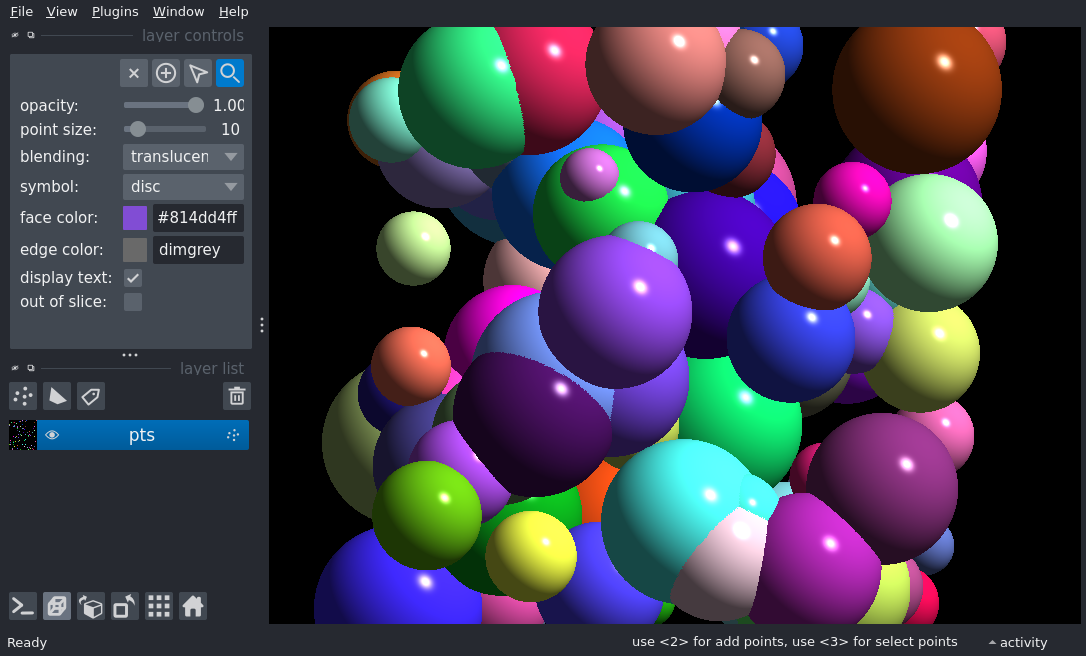 File View Plugins Window Help
layer controls
opacity: 1.00
point size: 10
blending: translucen
symbol: disc
face color: #814dd4ff
edge color: dimgrey
display text:
out of slice:
layer list
pts
Ready use <2> for add points, use <3> for select points activity